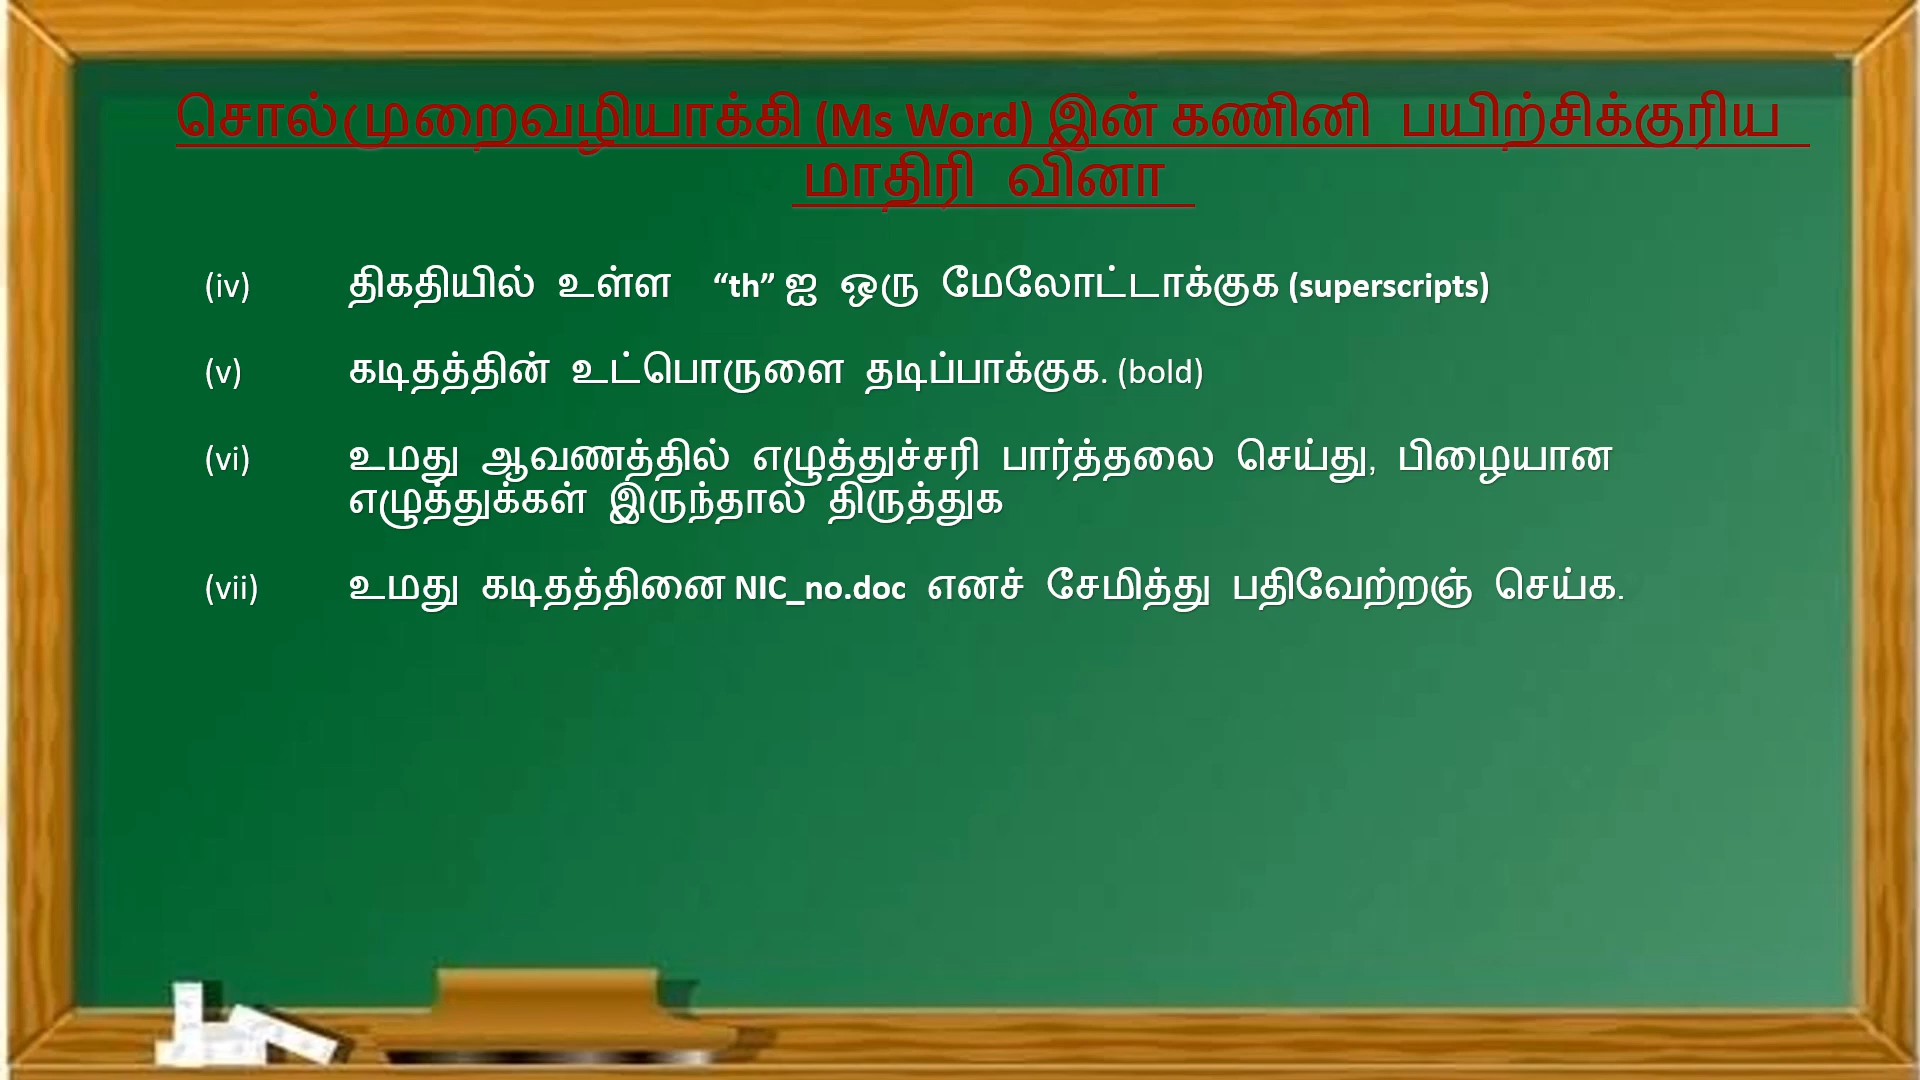 சொல்முறைவழியாக்கி (Ms Word) இன் கணினி பயிற்சிக்குரிய
மாதிரி வினா
(iv) திகதியில் உள்ள “th” ஐ ஒரு மேலோட்டாக்குக (superscripts)
(v) கடிதத்தின் உட்பொருளை தடிப்பாக்குக. (bold)
(vi) உமது ஆவணத்தில் எழுத்துச்சரி பார்த்தலை செய்து, பிழையான
எழுத்துக்கள் இருந்தால் திருத்துக
(vii) உமது கடிதத்தினை NIC_no.doc எனச் சேமித்து பதிவேற்றஞ் செய்க.